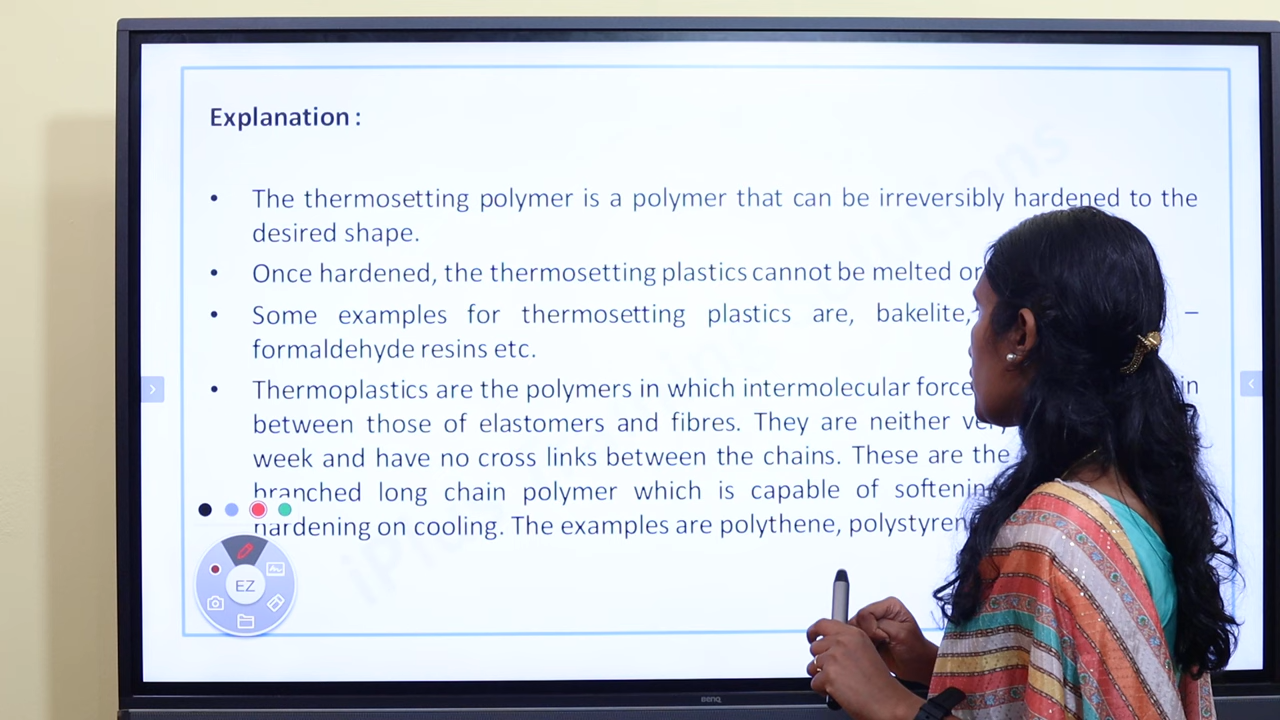 Explanation :
• The thermosetting polymer is a polymer that can be irreversibly hardened to the
desired shape.
• Once hardened, the thermosetting plastics cannot be melted or
• Some examples for thermosetting plastics are, bakelite, –
formaldehyde resins etc.
• Thermoplastics are the polymers in which intermolecular force in
between those of elastomers and fibres. They are neither
week and have no cross links between the chains. These are the
branched long chain polymer which is capable of
hardening on cooling. The examples are polythene,
EZ
BenQ